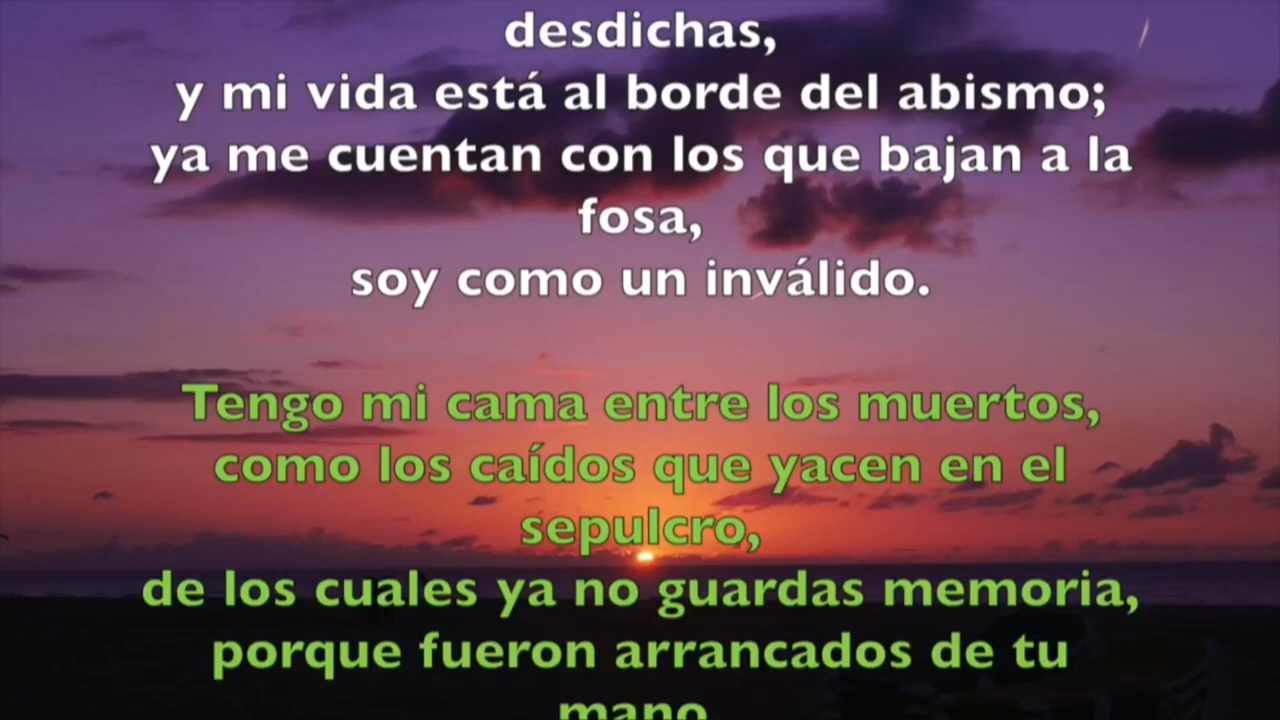 desdichas,
y mi vida está al borde del abismo;
ya me cuentan con los que bajan a la
fosa,
soy como un inválido.
Tengo mi cama entre los muertos,
como los caídos que yacen en el
sepulcro,
de los cuales ya no guardas memoria,
porque fueron arrancados de tu
mano